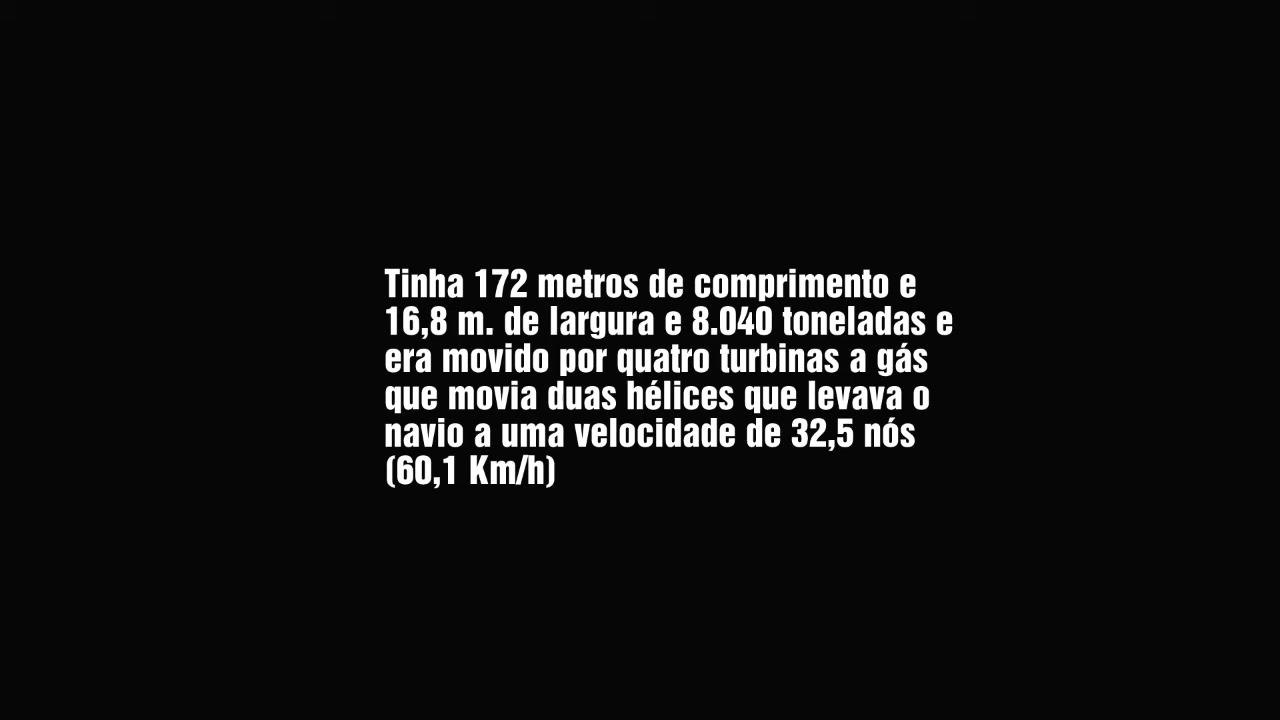 Tinha 172 metros de comprimento e
16,8 m. de largura e 8.040 toneladas e
era movido por quatro turbinas a gás
que movia duas hélices que levava o
navio a uma velocidade de 32,5 nós
(60,1 Km/h)